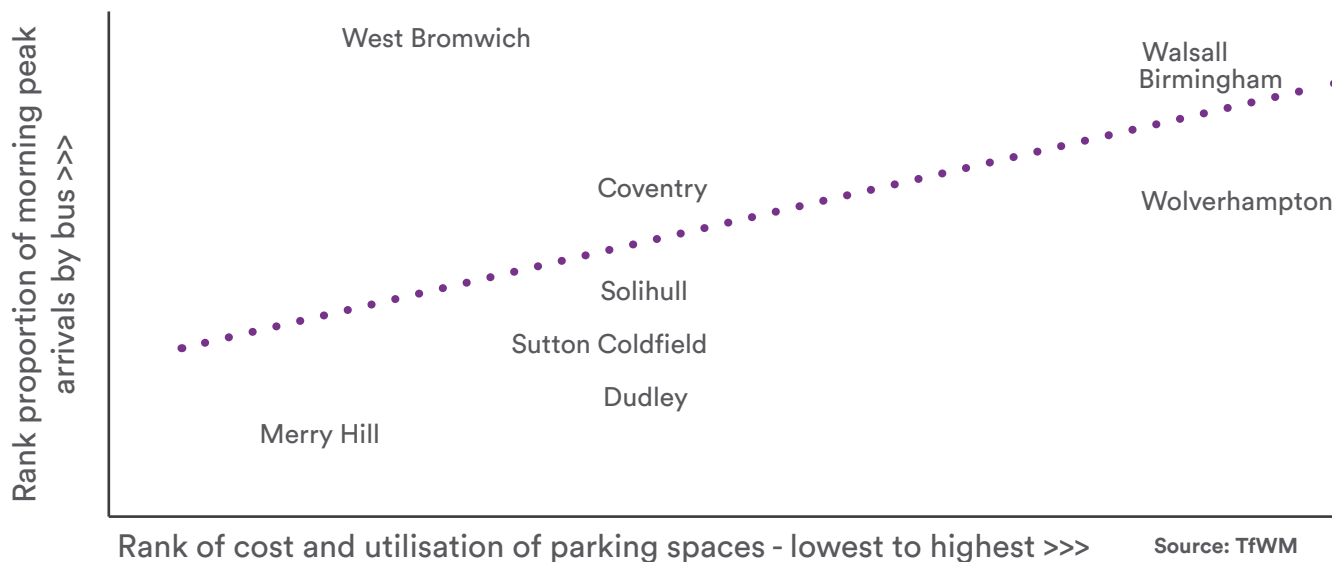 Rank proportion of morning peak
arrivals by bus >>>
West Bromwich
Walsall
Birmingham
Coventry
Wolverhampton
Solihull
Sutton Coldfield
Dudley
Merry Hill
Rank of cost and utilisation of parking spaces - lowest to highest >>>
Source: TfWM